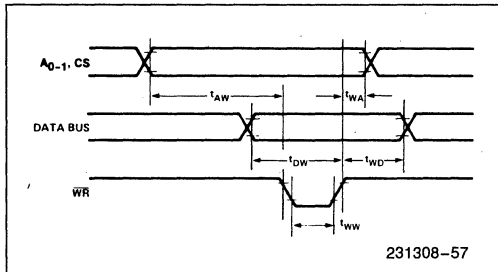 A0-1, CS
tAW
tWA
DATA BUS
tDW
tWD
WR
tWW
231308-57